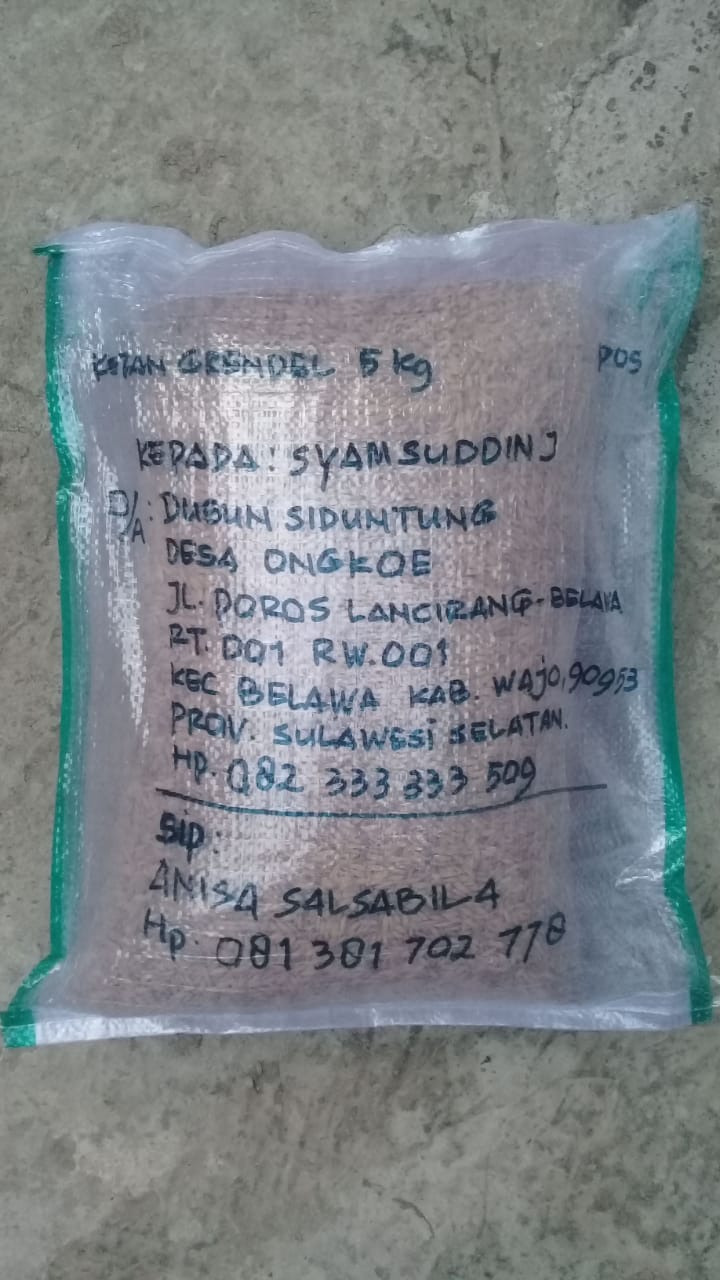 KETAN GRENDEL 5 kg POS
KEPADA: SYAMSUDDIN J
D/A: DUSUN SIDUNTUNG
DESA ONGKOE
JL. POROS LANCIRANG-BELAWA
RT. 001 RW.001
KEC BELAWA KAB. WAJO, 90953
PROV. SULAWESI SELATAN.
HP. 082 333 333 509
Sip:
ANISA SALSABILA
Hp. 081 381 702 778